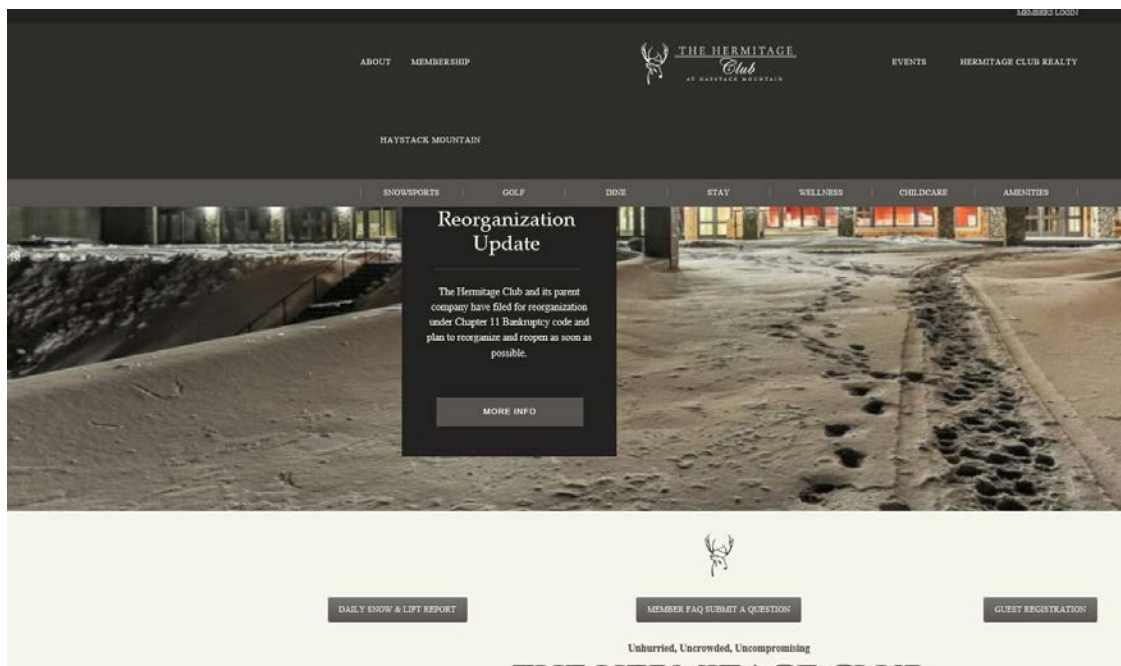 MEMBERS LOGIN
ABOUT MEMBERSHIP
THE HERMITAGE
Club
AT HAYSTACK MOUNTAIN
EVENTS HERMITAGE CLUB REALTY
HAYSTACK MOUNTAIN
SNOWSPORTS GOLF DINE STAY WELLNESS CHILDCARE AMENITIES
Reorganization
Update
The Hermitage Club and its parent
company have filed for reorganization
under Chapter 11 Bankruptcy code and
plan to reorganize and reopen as soon as
possible.
MORE INFO
DAILY SNOW & LIFT REPORT MEMBER FAQ SUBMIT A QUESTION GUEST REGISTRATION
Unhurried, Uncrowded, Uncompromising
THE HERMITAGE CLUB